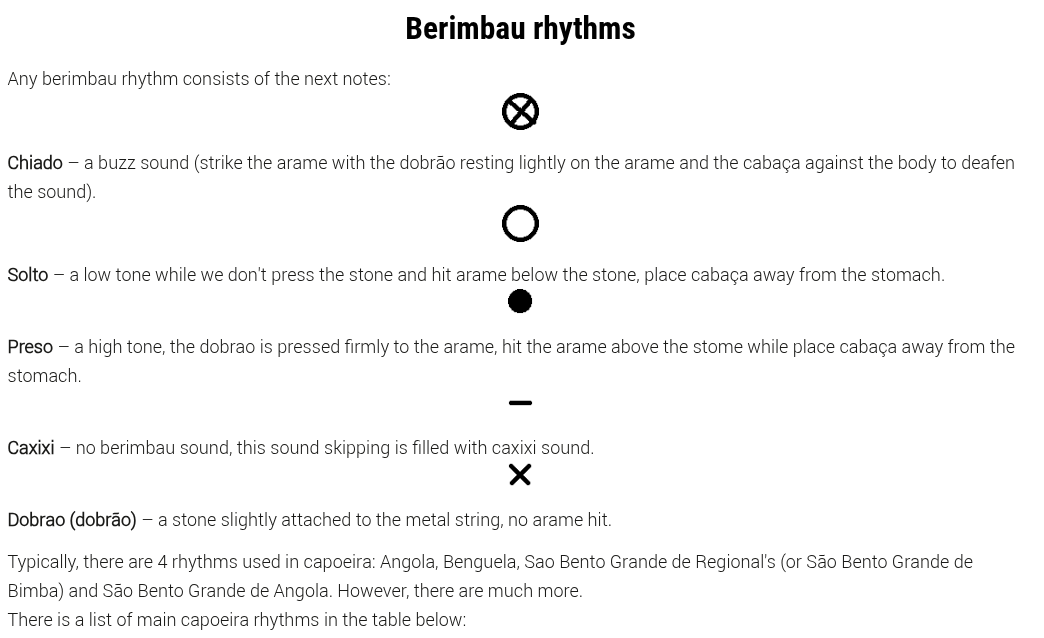 Berimbau rhythms
Any berimbau rhythm consists of the next notes:
Chiado – a buzz sound (strike the arame with the dobrão resting lightly on the arame and the cabaça against the body to deafen
the sound).
Solto – a low tone while we don't press the stone and hit arame below the stone, place cabaça away from the stomach.
Preso – a high tone, the dobrao is pressed firmly to the arame, hit the arame above the stome while place cabaça away from the
stomach.
Caxixi – no berimbau sound, this sound skipping is filled with caxixi sound.
Dobrao (dobrão) – a stone slightly attached to the metal string, no arame hit.
Typically, there are 4 rhythms used in capoeira: Angola, Benguela, Sao Bento Grande de Regional's (or São Bento Grande de
Bimba) and São Bento Grande de Angola. However, there are much more.
There is a list of main capoeira rhythms in the table below: